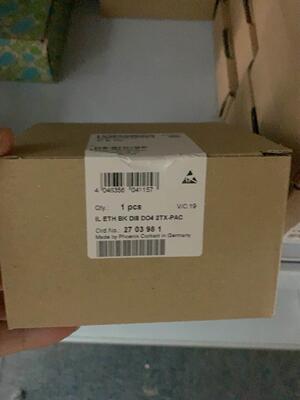 4 046356 041157
Qty.: 1 pcs V/C: 19
IL ETH BK DI8 DO4 2TX-PAC
Ord.No.: 27 03 98 1
Made by Phoenix Contact in Germany